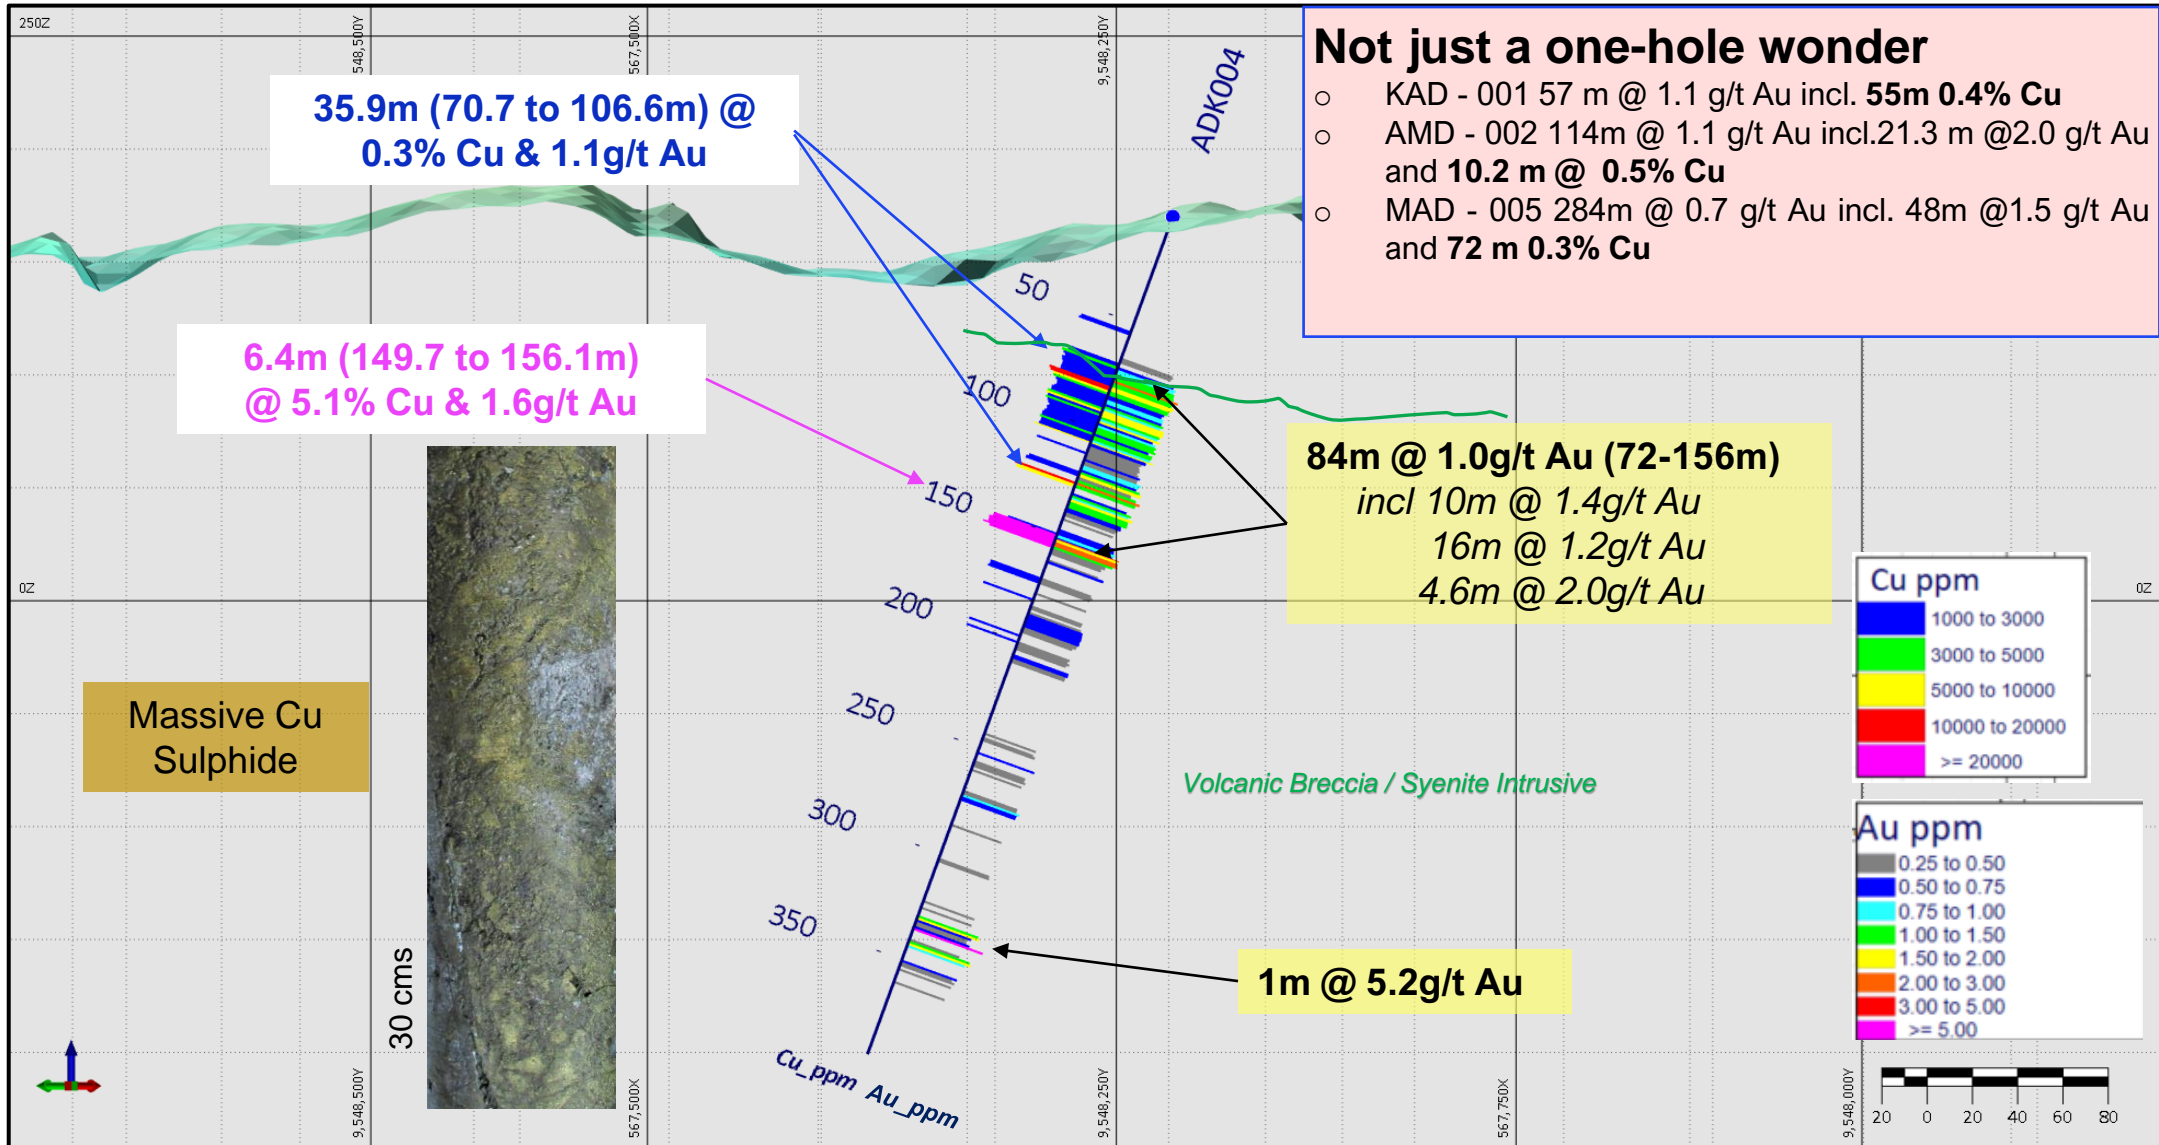 250Z
9,548,500Y
567,500X
9,548,250Y
ADK004
Not just a one-hole wonder
○ KAD - 001 57 m @ 1.1 g/t Au incl. 55m 0.4% Cu
○ AMD - 002 114m @ 1.1 g/t Au incl.21.3 m @2.0 g/t Au
and 10.2 m @ 0.5% Cu
○ MAD - 005 284m @ 0.7 g/t Au incl. 48m @1.5 g/t Au
and 72 m 0.3% Cu
35.9m (70.7 to 106.6m) @
0.3% Cu & 1.1g/t Au
6.4m (149.7 to 156.1m)
@ 5.1% Cu & 1.6g/t Au
50
100
150
200
250
300
350
84m @ 1.0g/t Au (72-156m)
incl 10m @ 1.4g/t Au
16m @ 1.2g/t Au
4.6m @ 2.0g/t Au
0Z
0Z
Massive Cu
Sulphide
30 cms
Volcanic Breccia / Syenite Intrusive
1m @ 5.2g/t Au
Cu_ppm Au_ppm
Cu ppm
1000 to 3000
3000 to 5000
5000 to 10000
10000 to 20000
>= 20000
Au ppm
0.25 to 0.50
0.50 to 0.75
0.75 to 1.00
1.00 to 1.50
1.50 to 2.00
2.00 to 3.00
3.00 to 5.00
>= 5.00
9,548,500Y
567,500X
9,548,250Y
567,750X
9,548,000Y
20 0 20 40 60 80